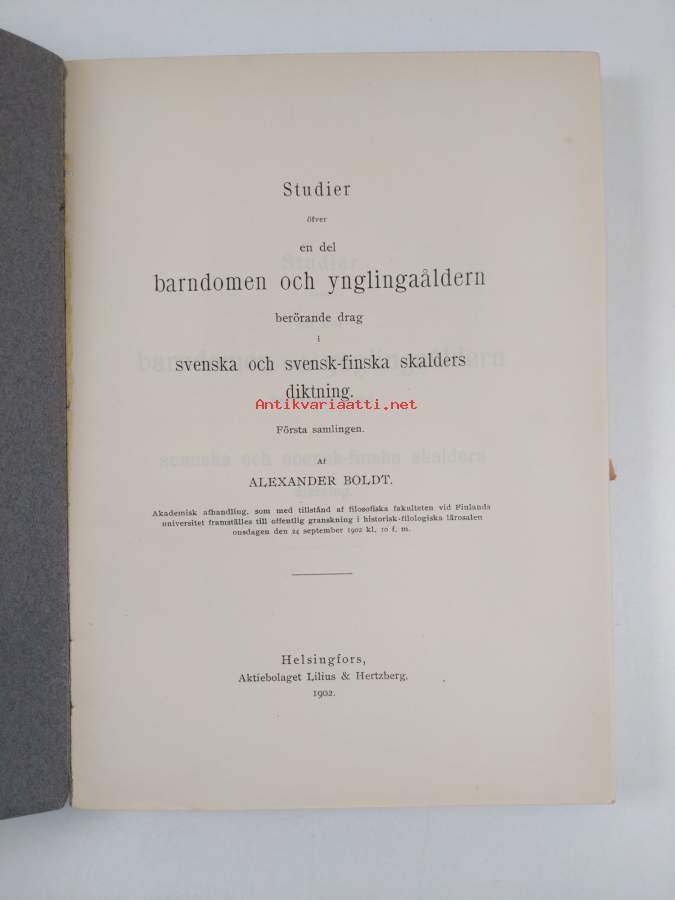 Studier
öfver
en del
barndomen och ynglingaåldern
berörande drag
i
svenska och svensk-finska skalders
diktning.
Antikvariaatti.net
Första samlingen.
Af
ALEXANDER BOLDT.
Akademisk afhandling, som med tillstånd af filosofiska fakulteten vid Finlands
universitet framställes till offentlig granskning i historisk-filologiska lärosalen
onsdagen den 24 september 1902 kl. 10 f. m.
Helsingfors,
Aktiebolaget Lilius & Hertzberg.
1902.